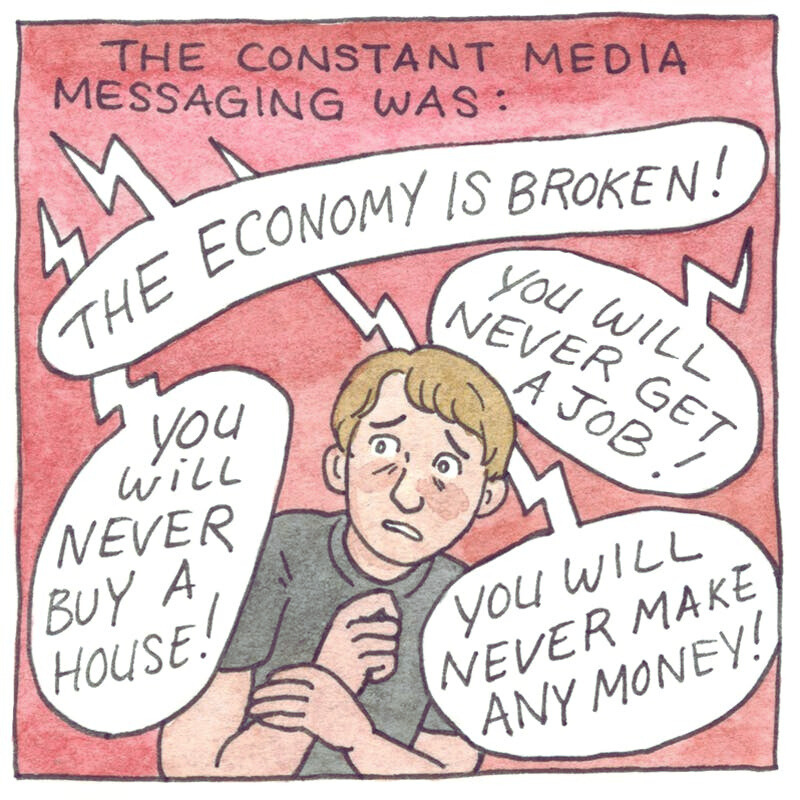 THE CONSTANT MEDIA
MESSAGING WAS:
THE ECONOMY IS BROKEN!
YOU WILL
NEVER GET
A JOB!
YOU
WILL
NEVER
BUY A
HOUSE!
YOU WILL
NEVER MAKE
ANY MONEY!